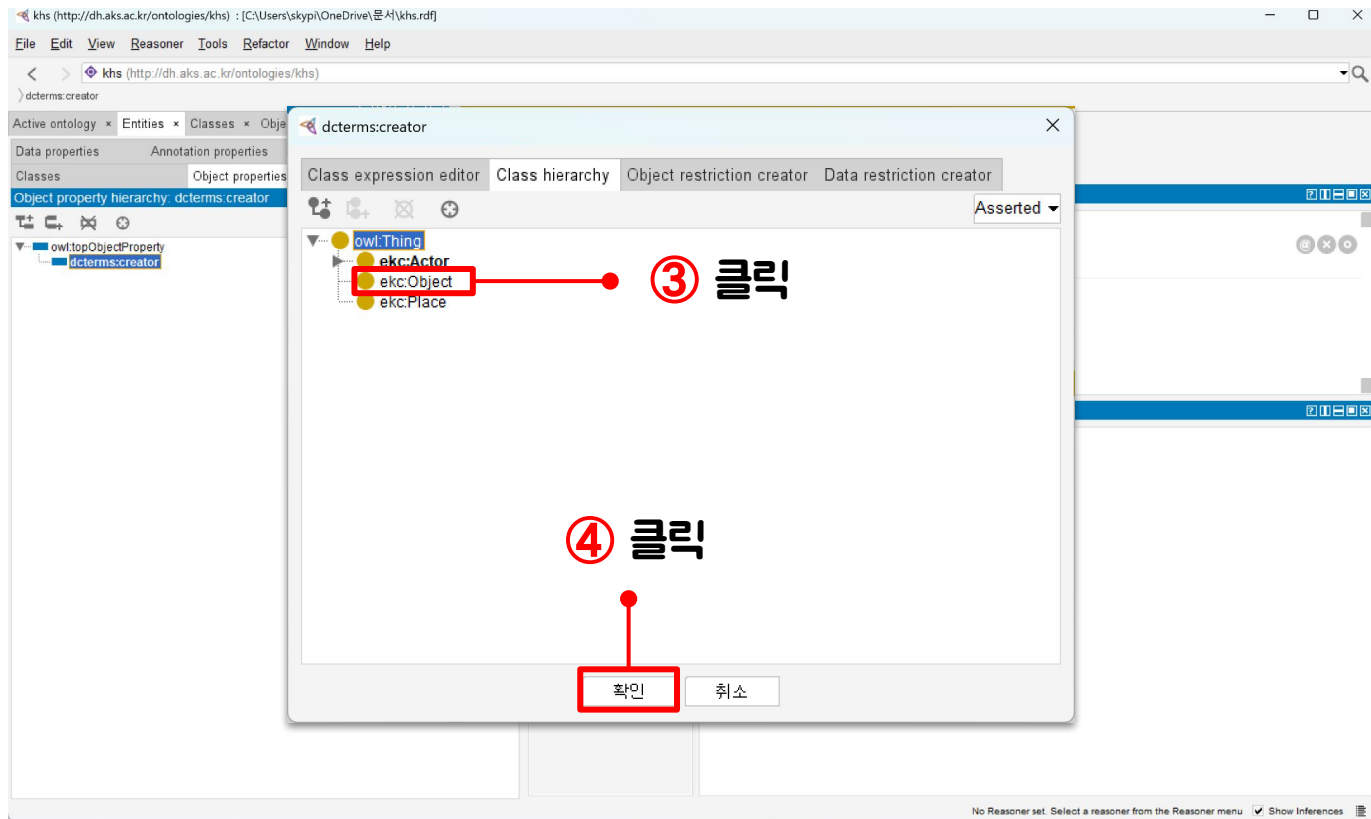 khs (http://dh.aks.ac.kr/ontologies/khs) : [C:\Users\skypi\OneDrive\문서\khs.rdf]
File Edit View Reasoner Tools Refactor Window Help
khs (http://dh.aks.ac.kr/ontologies/khs)
dcterms:creator
Active ontology × Entities × Classes × Obje
Data properties Annotation properties
Classes Object properties
Object property hierarchy: dcterms:creator
owl:topObjectProperty
dcterms:creator
dcterms:creator
Class expression editor Class hierarchy Object restriction creator Data restriction creator
Asserted
owl:Thing
ekc:Actor
ekc:Object
ekc:Place
③ 클릭
④ 클릭
확인 취소
No Reasoner set. Select a reasoner from the Reasoner menu Show Inferences